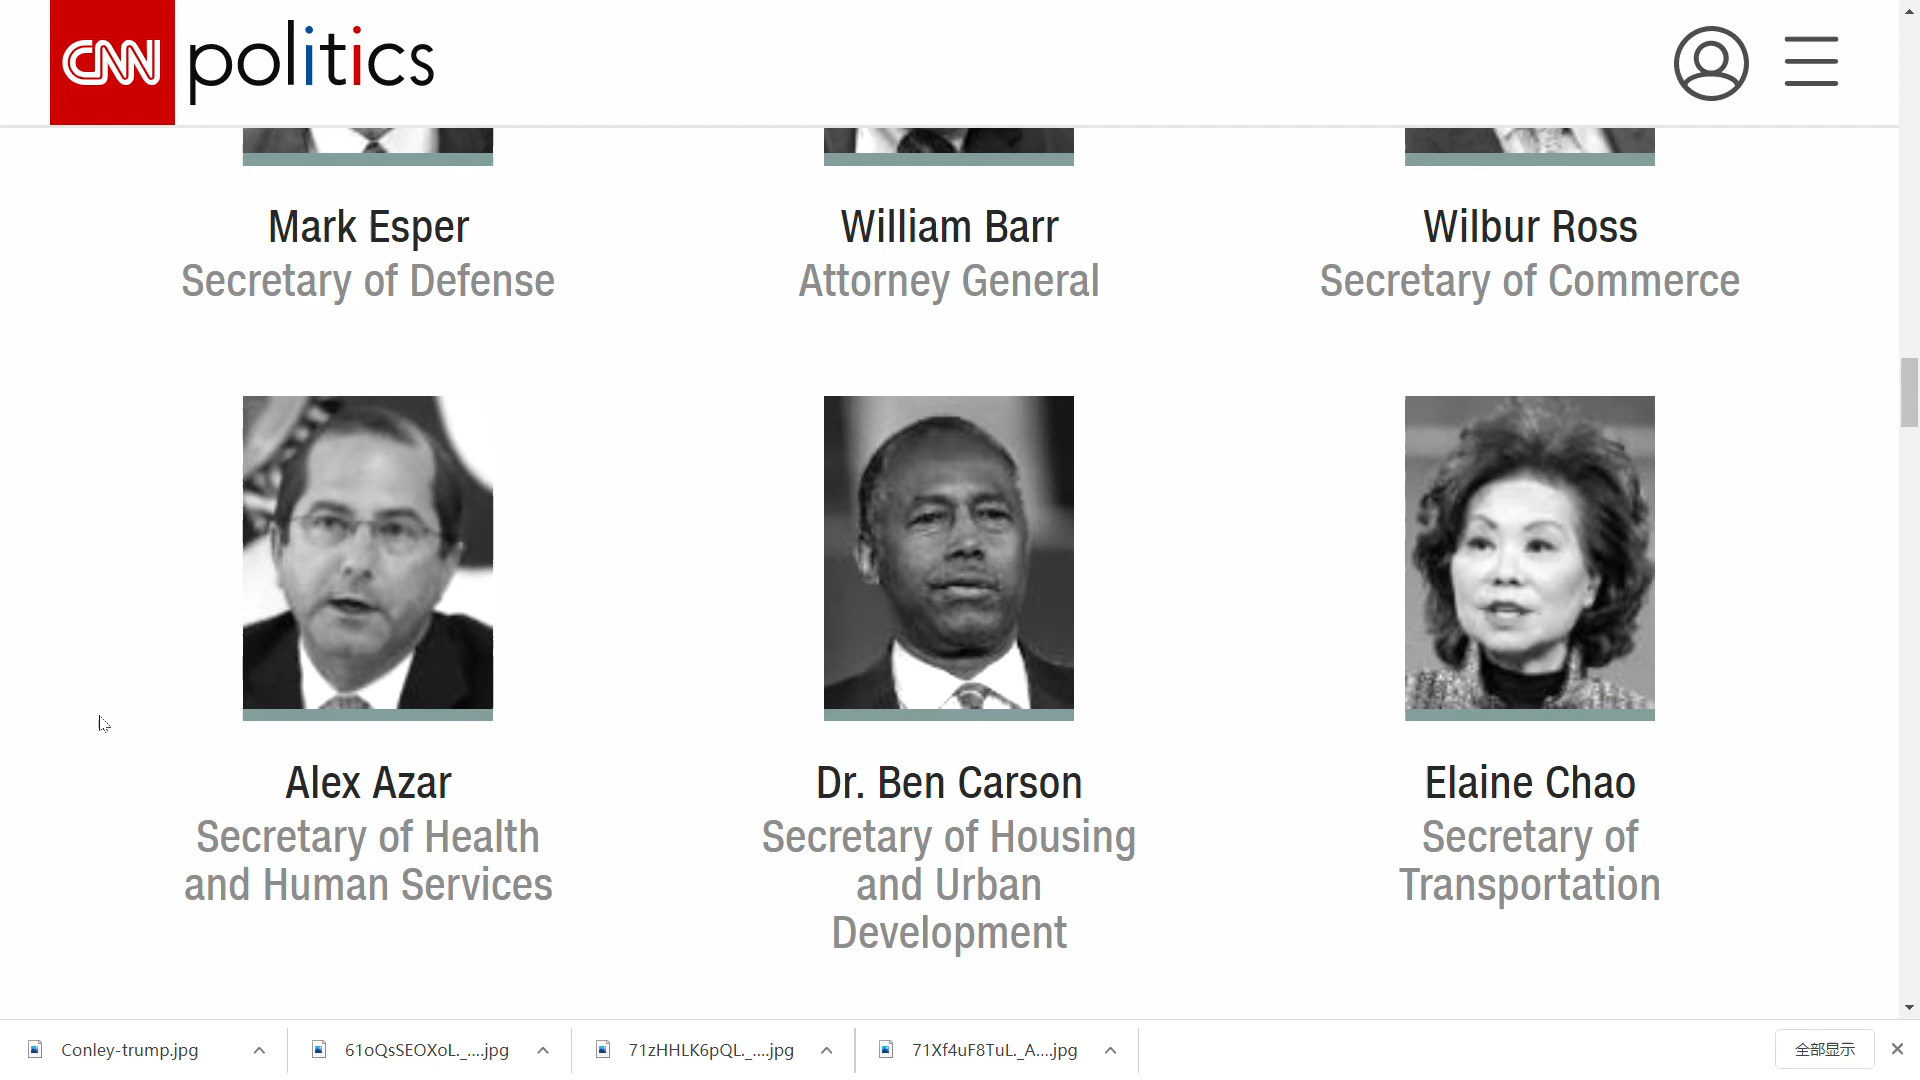 CNN politics
Mark Esper
Secretary of Defense
William Barr
Attorney General
Wilbur Ross
Secretary of Commerce
Alex Azar
Secretary of Health
and Human Services
Dr. Ben Carson
Secretary of Housing
and Urban
Development
Elaine Chao
Secretary of
Transportation
Conley-trump.jpg
61oQsSEOXoL._....jpg
71zHHLK6pQL._....jpg
71Xf4uF8TuL._A....jpg
全部显示